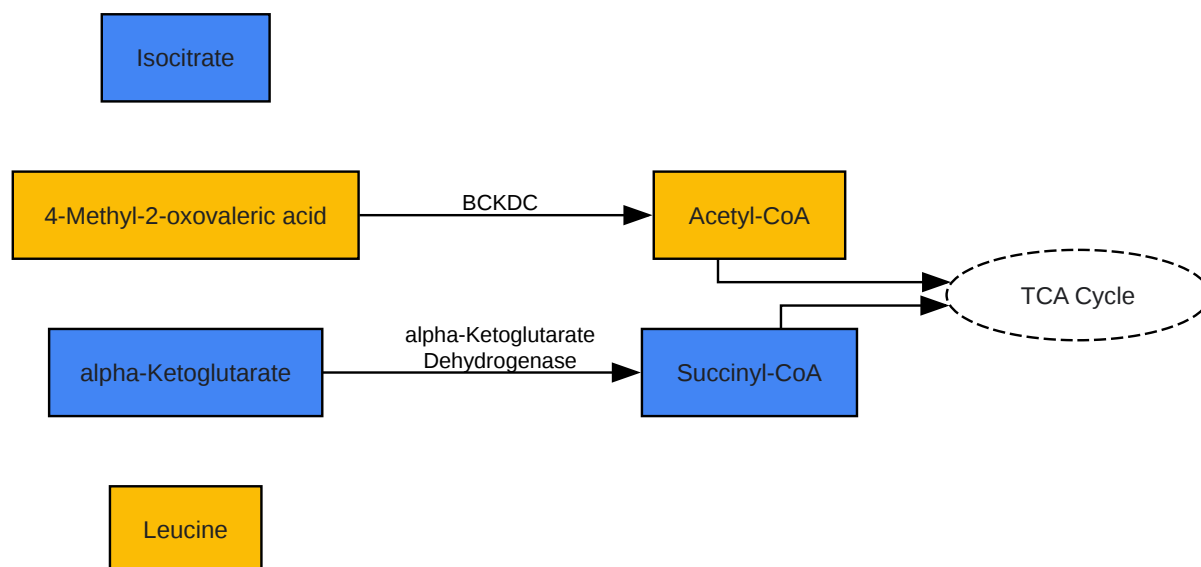 Isocitrate
4-Methyl-2-oxovaleric acid
BCKDC
Acetyl-CoA
TCA Cycle
alpha-Ketoglutarate
alpha-Ketoglutarate
Dehydrogenase
Succinyl-CoA
Leucine